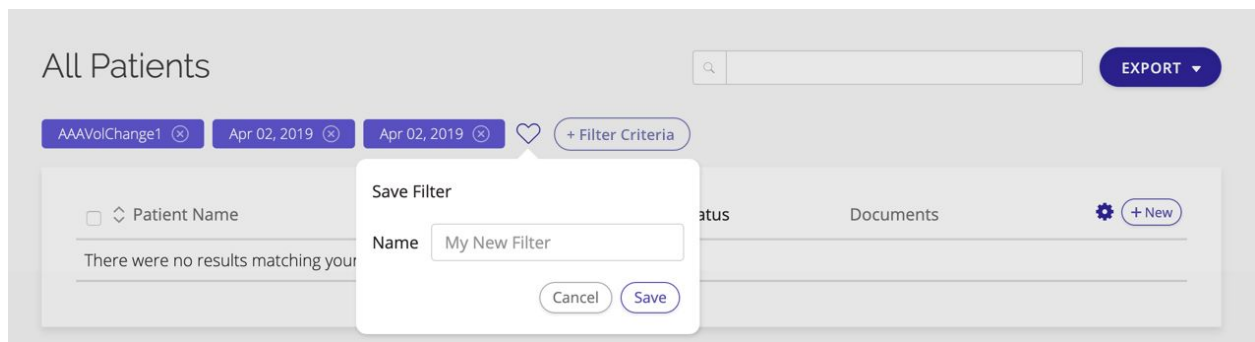 All Patients
EXPORT
AAAVolChange1 Apr 02, 2019 Apr 02, 2019 + Filter Criteria
Save Filter
Patient Name atus Documents + New
Name My New Filter
There were no results matching your
Cancel Save